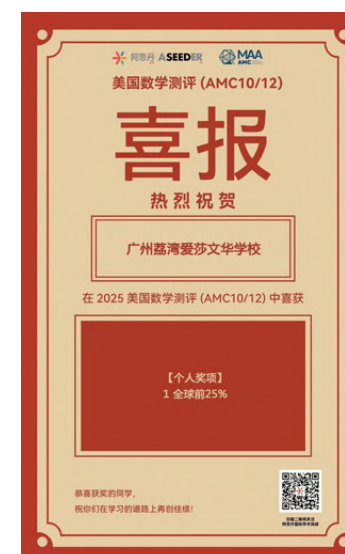 阿思丹 ASEEDER MAA AMC
美国数学测评 (AMC10/12)
喜报
热烈祝贺
广州荔湾爱莎文华学校
在 2025 美国数学测评 (AMC10/12) 中喜获
【个人奖项】
1 全球前25%
恭喜获奖的同学，
祝你们在学习的道路上再创佳绩！